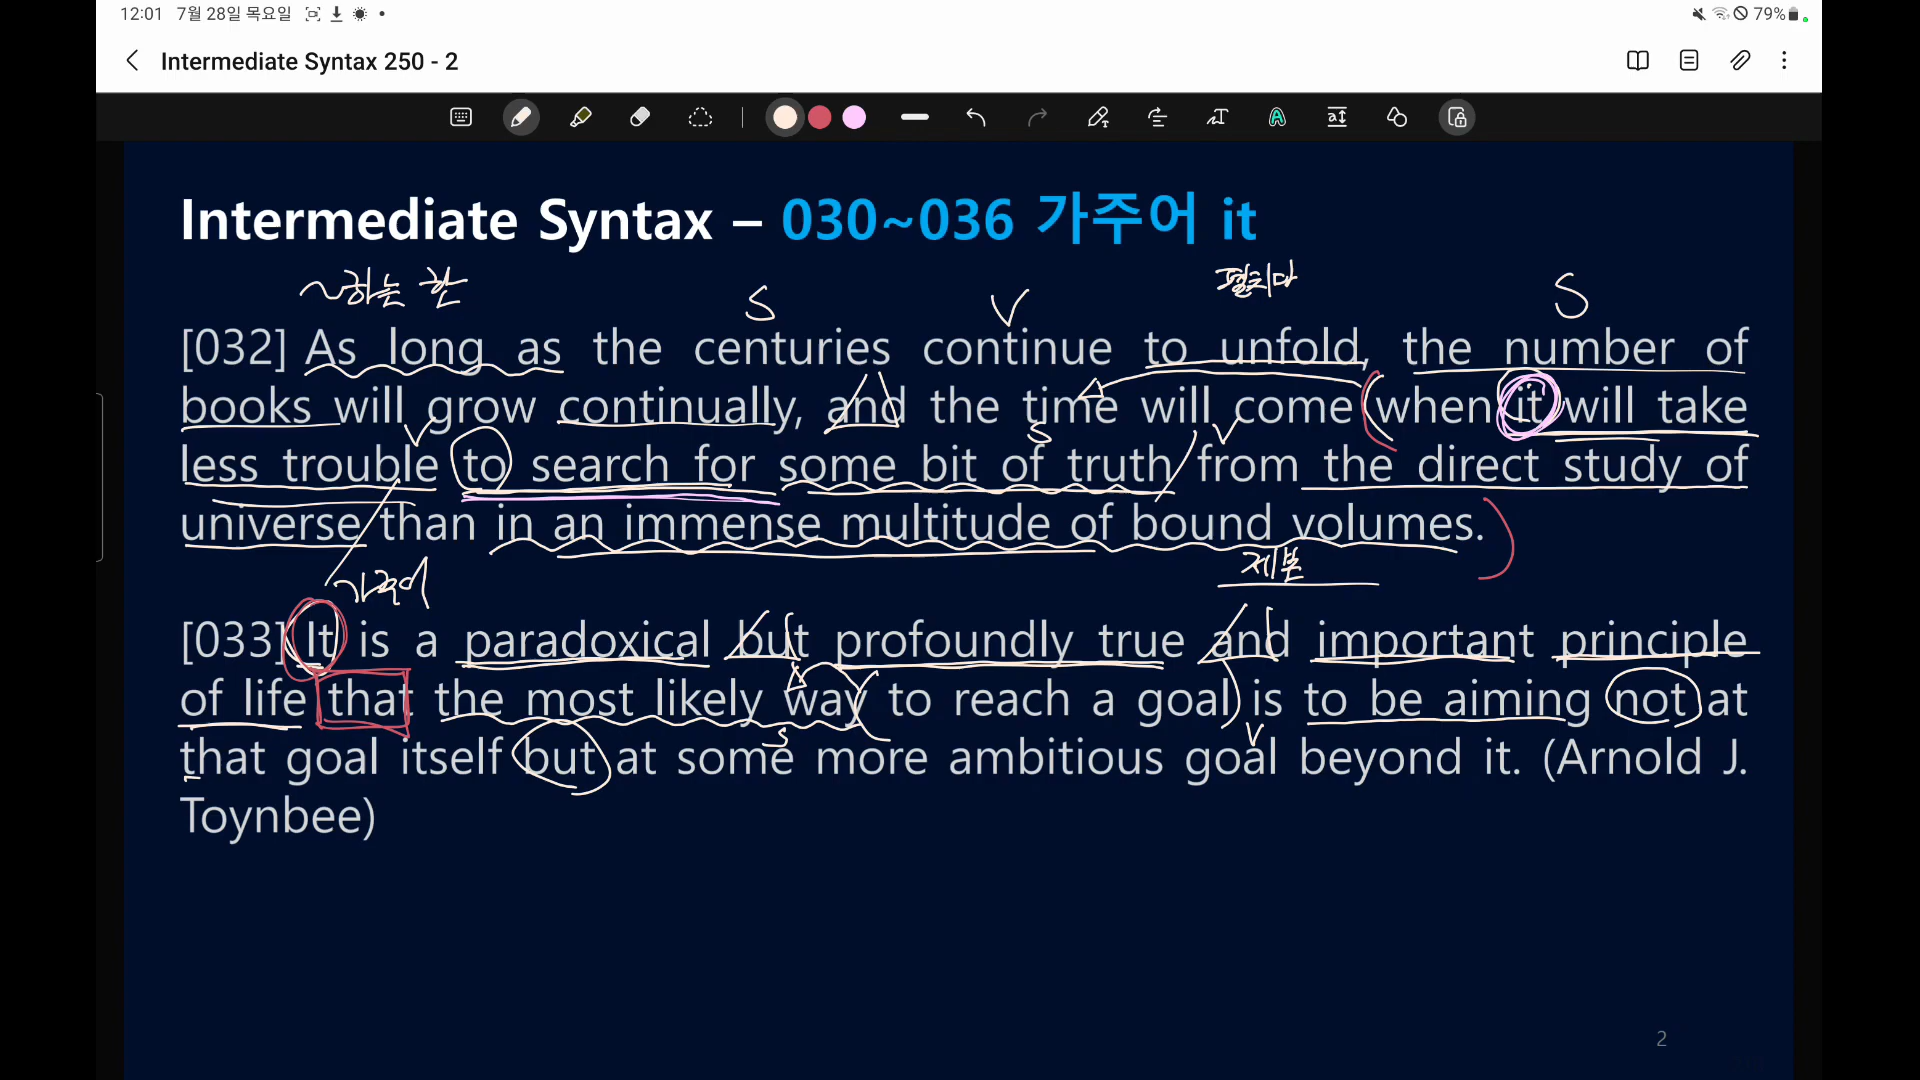 12:01 7월 28일 목요일
79%
Intermediate Syntax 250 - 2
Intermediate Syntax – 030~036 가주어 it
~하는 한 S V 펼치다 S
[032] As long as the centuries continue to unfold, the number of
books will grow continually, and the time will come when it will take
V S V
less trouble to search for some bit of truth from the direct study of
universe than in an immense multitude of bound volumes.
가주어 제본
[033] It is a paradoxical but profoundly true and important principle
of life that the most likely way to reach a goal is to be aiming not at
S V
that goal itself but at some more ambitious goal beyond it. (Arnold J.
Toynbee)
2